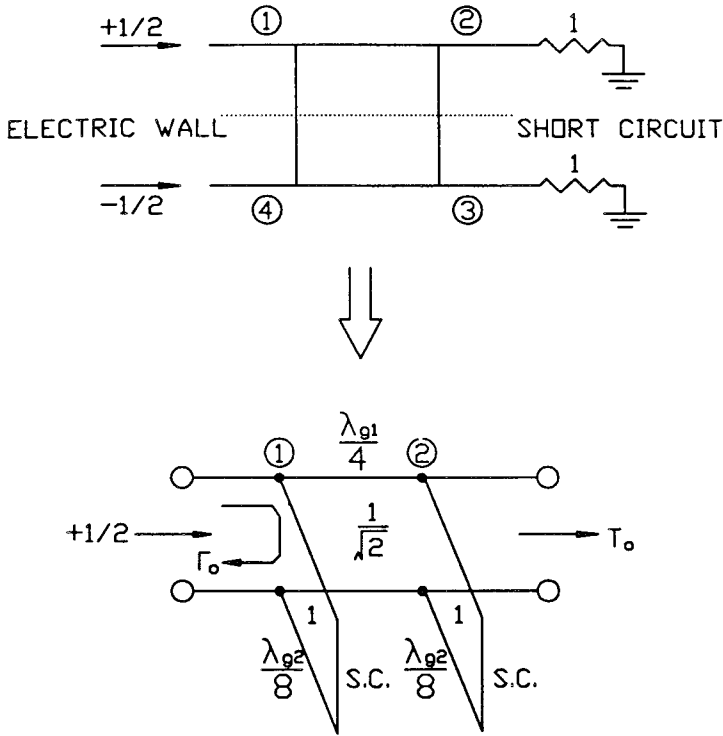 +1/2 ① ② 1
ELECTRIC WALL SHORT CIRCUIT
-1/2 ④ ③ 1
① λg1/4 ②
+1/2 Γo 1/√2 To
1 1
λg2/8 S.C. λg2/8 S.C.